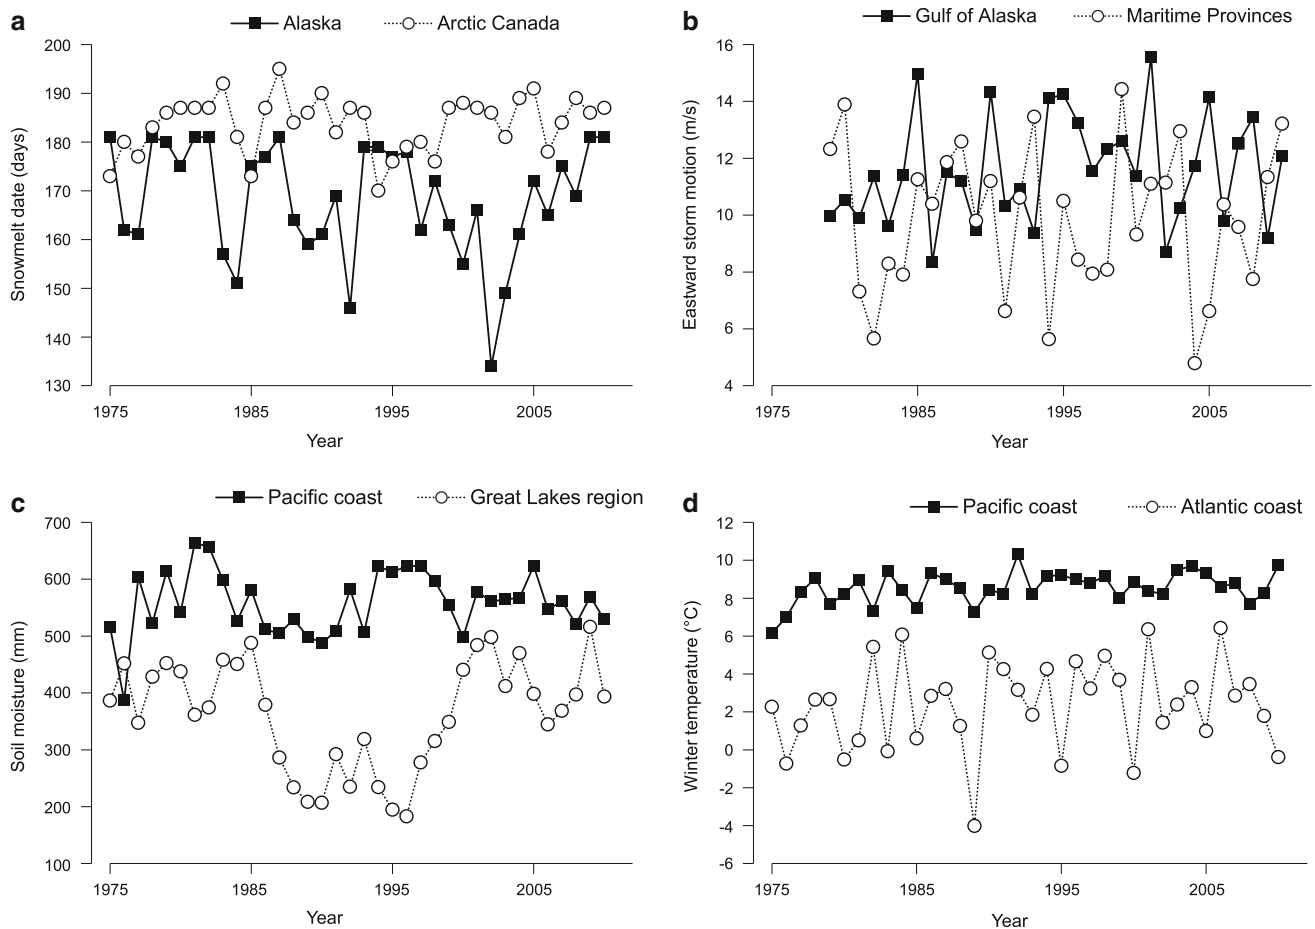 a
Alaska
Arctic Canada
200
190
180
170
160
150
140
130
Snowmelt date (days)
1975
1985
1995
2005
Year
b
Gulf of Alaska
Maritime Provinces
16
14
12
10
8
6
4
Eastward storm motion (m/s)
1975
1985
1995
2005
Year
c
Pacific coast
Great Lakes region
700
600
500
400
300
200
100
Soil moisture (mm)
1975
1985
1995
2005
Year
d
Pacific coast
Atlantic coast
12
10
8
6
4
2
0
-2
-4
-6
Winter temperature (°C)
1975
1985
1995
2005
Year